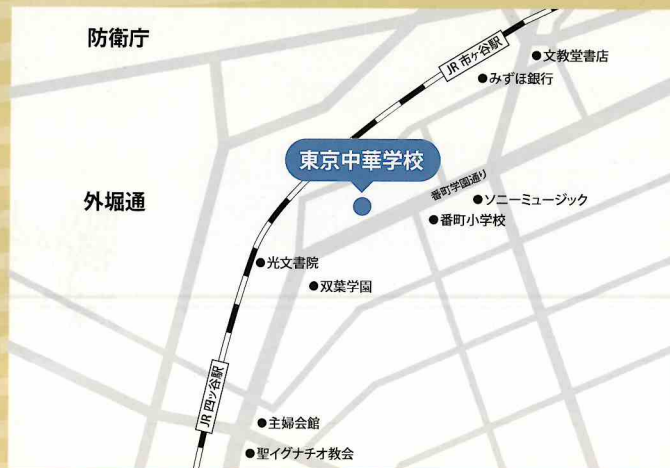 防衛庁
JR 市ヶ谷駅
文教堂書店
みずほ銀行
東京中華学校
番町学園通り
外堀通
ソニーミュージック
番町小学校
光文書院
双葉学園
JR 四ッ谷駅
主婦会館
聖イグナチオ教会